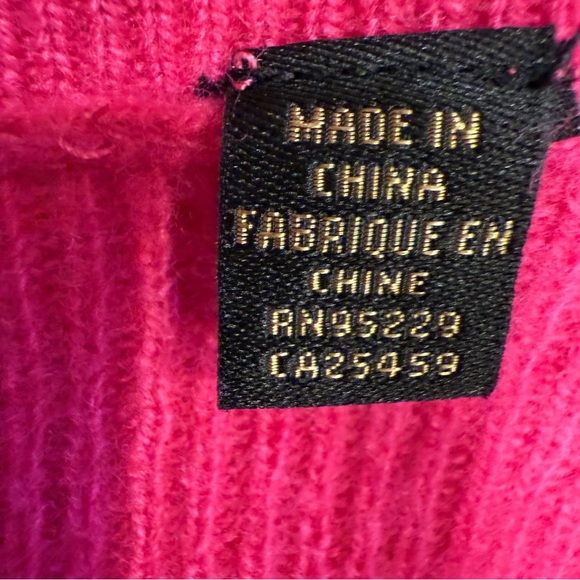 MADE IN
CHINA
FABRIQUE EN
CHINE
RN95229
CA25459